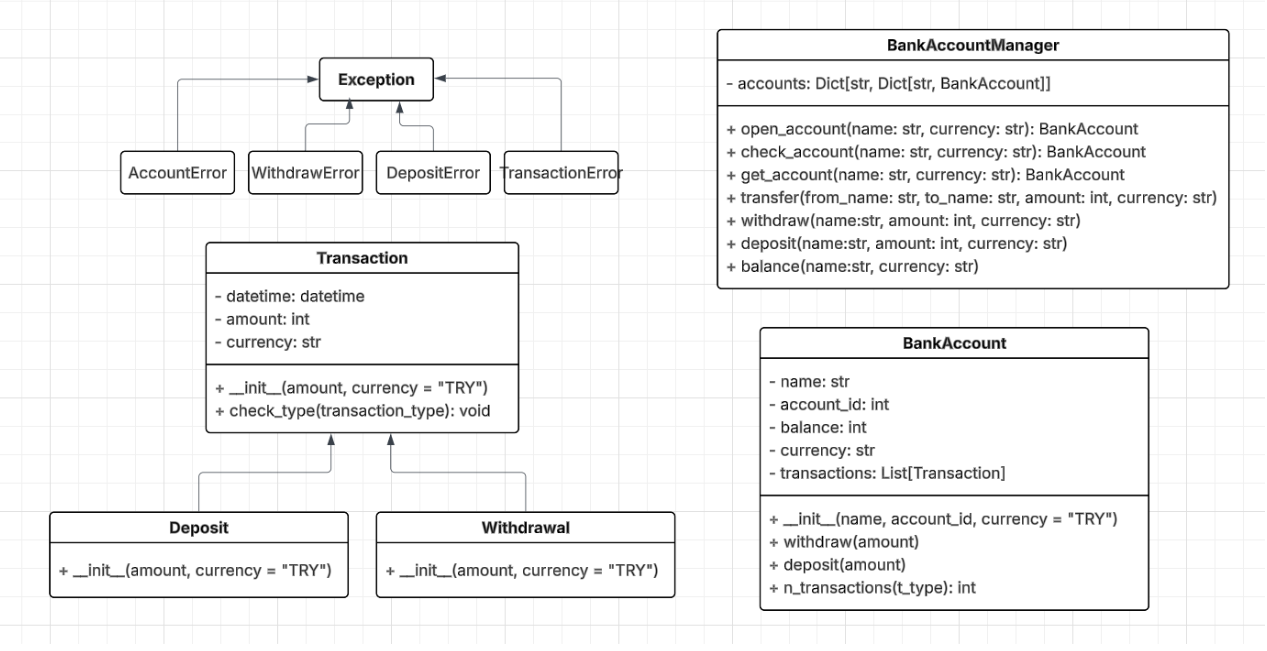 Exception
AccountError
WithdrawError
DepositError
TransactionError
Transaction
- datetime: datetime
- amount: int
- currency: str
+ __init__(amount, currency = "TRY")
+ check_type(transaction_type): void
Deposit
+ __init__(amount, currency = "TRY")
Withdrawal
+ __init__(amount, currency = "TRY")
BankAccountManager
- accounts: Dict[str, Dict[str, BankAccount]]
+ open_account(name: str, currency: str): BankAccount
+ check_account(name: str, currency: str): BankAccount
+ get_account(name: str, currency: str): BankAccount
+ transfer(from_name: str, to_name: str, amount: int, currency: str)
+ withdraw(name:str, amount: int, currency: str)
+ deposit(name:str, amount: int, currency: str)
+ balance(name:str, currency: str)
BankAccount
- name: str
- account_id: int
- balance: int
- currency: str
- transactions: List[Transaction]
+ __init__(name, account_id, currency = "TRY")
+ withdraw(amount)
+ deposit(amount)
+ n_transactions(t_type): int